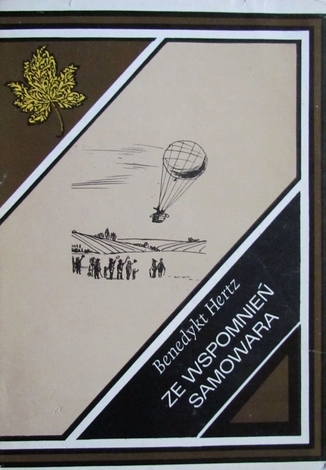 Benedykt Hertz
ZE WSPOMNIEŃ
SAMOWARA